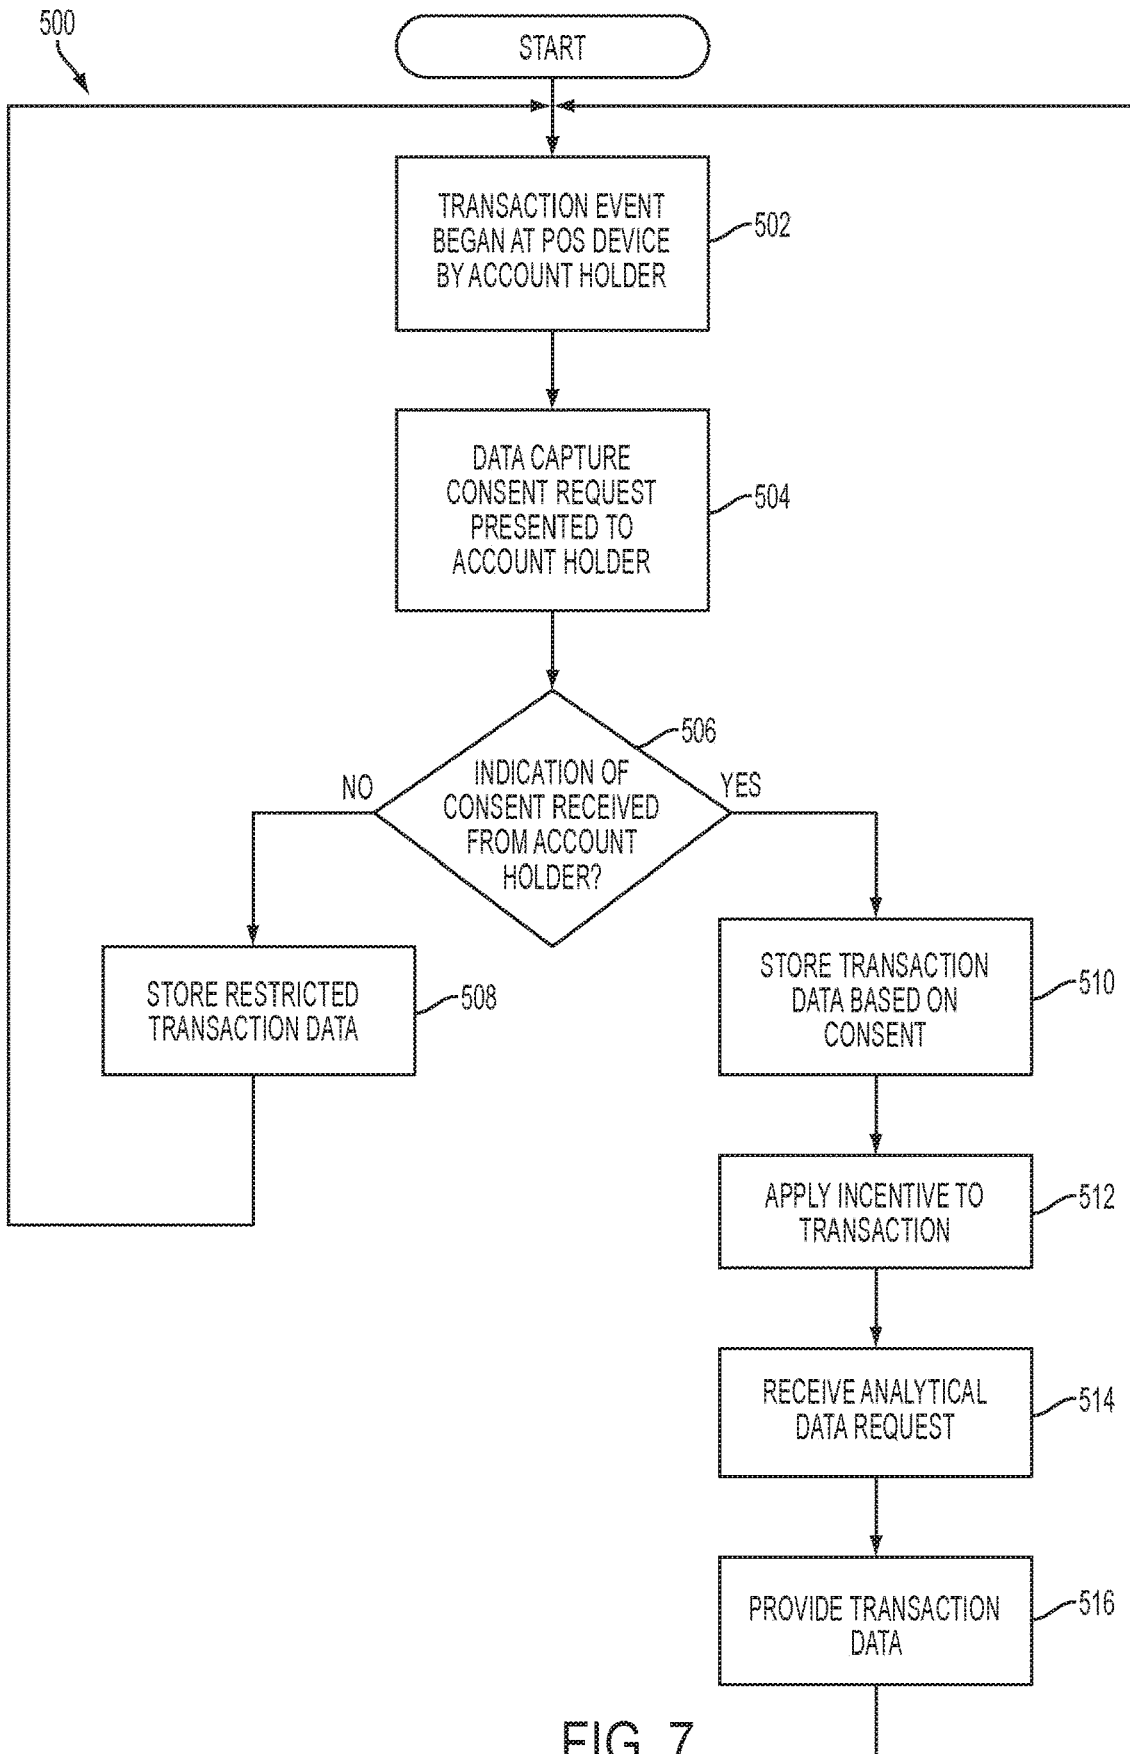 500
START
TRANSACTION EVENT
BEGAN AT POS DEVICE
BY ACCOUNT HOLDER
502
DATA CAPTURE
CONSENT REQUEST
PRESENTED TO
ACCOUNT HOLDER
504
506
INDICATION OF
CONSENT RECEIVED
FROM ACCOUNT
HOLDER?
NO
YES
STORE RESTRICTED
TRANSACTION DATA
508
STORE TRANSACTION
DATA BASED ON
CONSENT
510
APPLY INCENTIVE TO
TRANSACTION
512
RECEIVE ANALYTICAL
DATA REQUEST
514
PROVIDE TRANSACTION
DATA
516
FIG. 7